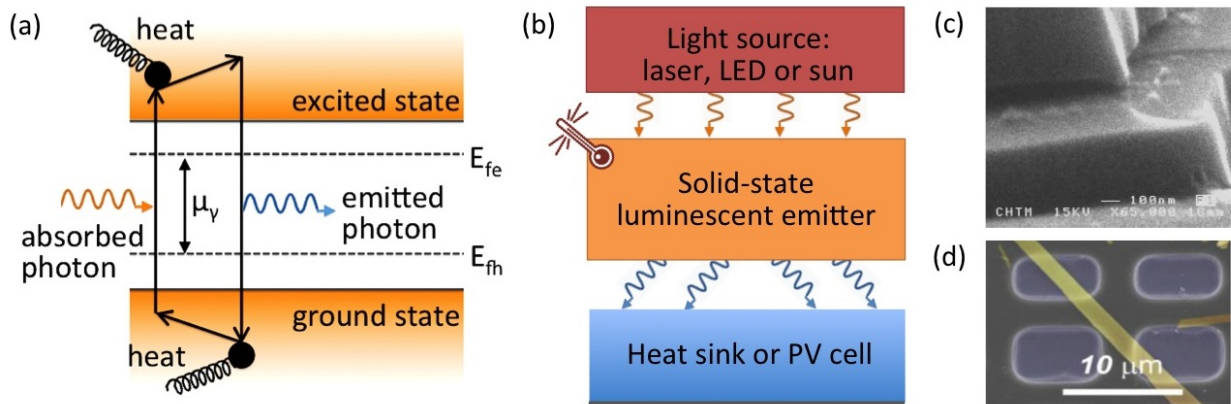 (a)
heat
excited state
E_fe
μ_γ
absorbed
photon
emitted
photon
E_fh
ground state
heat
(b)
Light source:
laser, LED or sun
Solid-state
luminescent emitter
Heat sink or PV cell
(c)
100nm
CHTM 15KV X65,000 10mm
(d)
10 μm